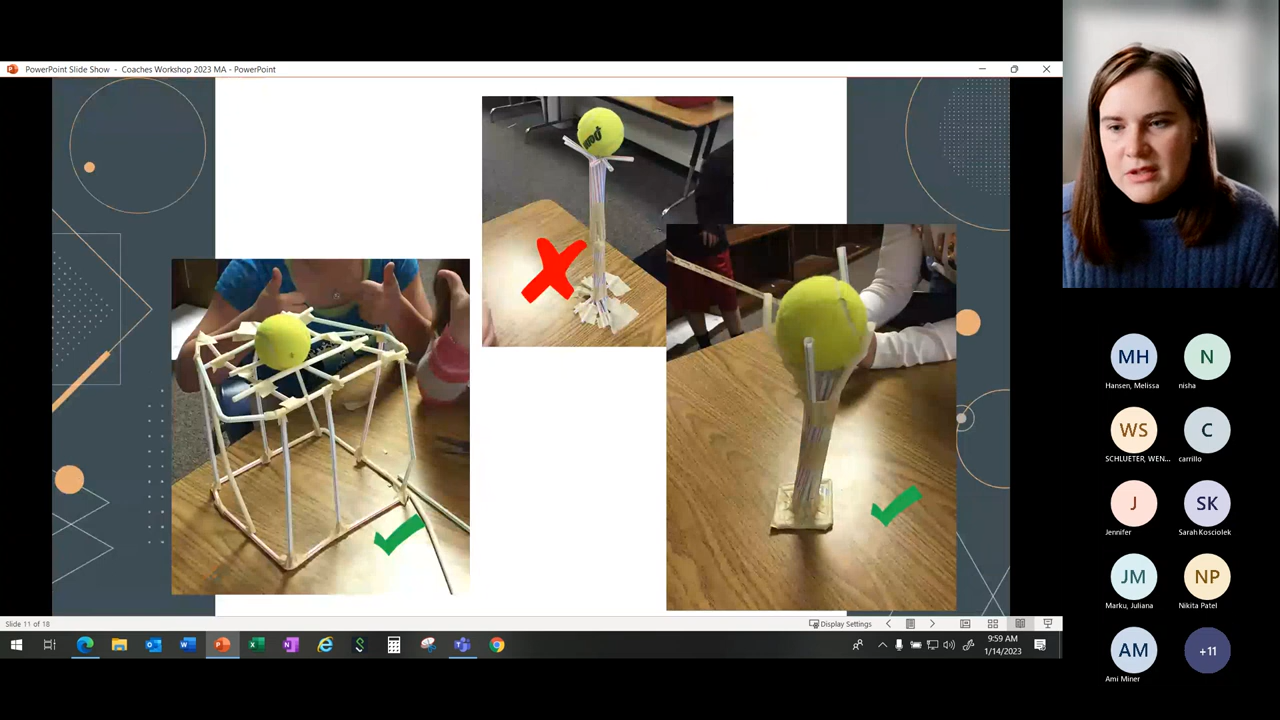 PowerPoint Slide Show - Coaches Workshop 2023 MA - PowerPoint
Penn
MH
N
Hansen, Melissa
nisha
WS
C
SCHLUETER, WEN...
carrillo
J
SK
Jennifer
Sarah Kosciolek
JM
NP
Marku, Juliana
Nikita Patel
AM
+11
Ami Miner
Slide 11 of 18
Display Settings
9:59 AM
1/14/2023